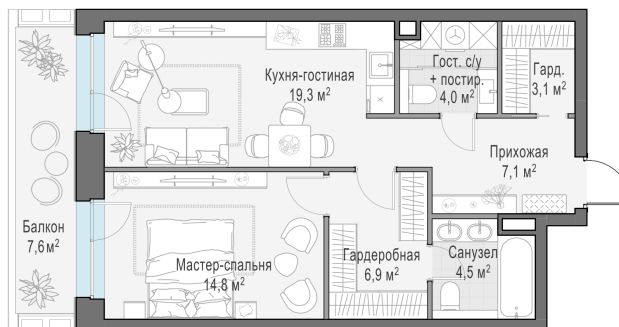 Кухня-гостиная
19,3 м²
Гост. с/у
+ постир.
4,0 м²
Гард.
3,1 м²
Прихожая
7,1 м²
Балкон
7,6 м²
Мастер-спальня
14,8 м²
Гардеробная
6,9 м²
Санузел
4,5 м²